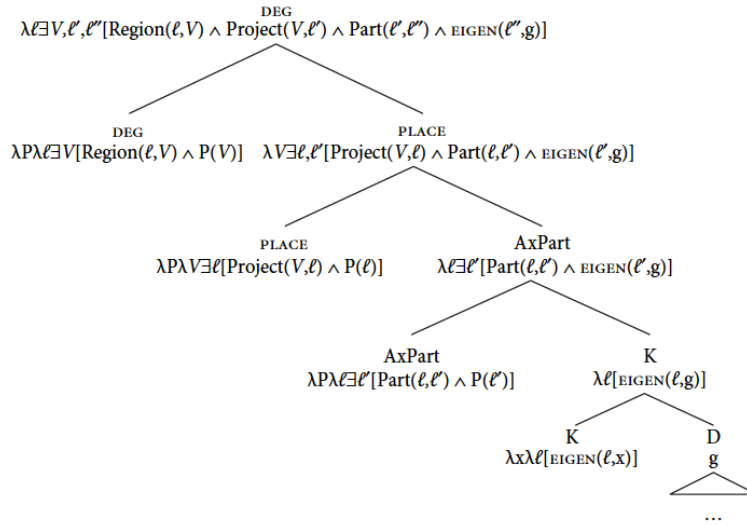 DEG
λℓ∃V,ℓ′,ℓ″[Region(ℓ,V) ∧ Project(V,ℓ′) ∧ Part(ℓ′,ℓ″) ∧ EIGEN(ℓ″,g)]
DEG PLACE
λPλℓ∃V[Region(ℓ,V) ∧ P(V)] λV∃ℓ,ℓ′[Project(V,ℓ) ∧ Part(ℓ,ℓ′) ∧ EIGEN(ℓ′,g)]
PLACE AxPart
λPλV∃ℓ[Project(V,ℓ) ∧ P(ℓ)] λℓ∃ℓ′[Part(ℓ,ℓ′) ∧ EIGEN(ℓ′,g)]
AxPart K
λPλℓ∃ℓ′[Part(ℓ,ℓ′) ∧ P(ℓ′)] λℓ[EIGEN(ℓ,g)]
K D
λxλℓ[EIGEN(ℓ,x)] g
...